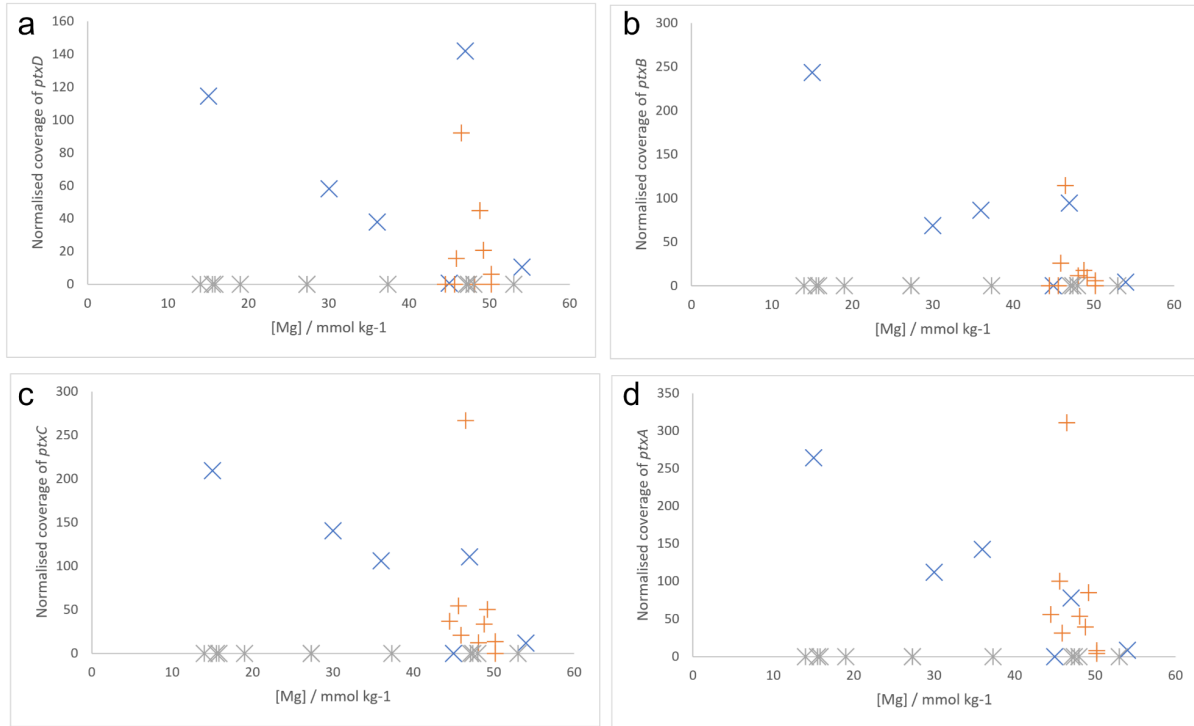 a
Normalised coverage of ptxD
160
140
120
100
80
60
40
20
0
0 10 20 30 40 50 60
[Mg] / mmol kg-1
b
Normalised coverage of ptxB
300
250
200
150
100
50
0
0 10 20 30 40 50 60
[Mg] / mmol kg-1
c
Normalised coverage of ptxC
300
250
200
150
100
50
0
0 10 20 30 40 50 60
[Mg] / mmol kg-1
d
Normalised coverage of ptxA
350
300
250
200
150
100
50
0
0 10 20 30 40 50 60
[Mg] / mmol kg-1